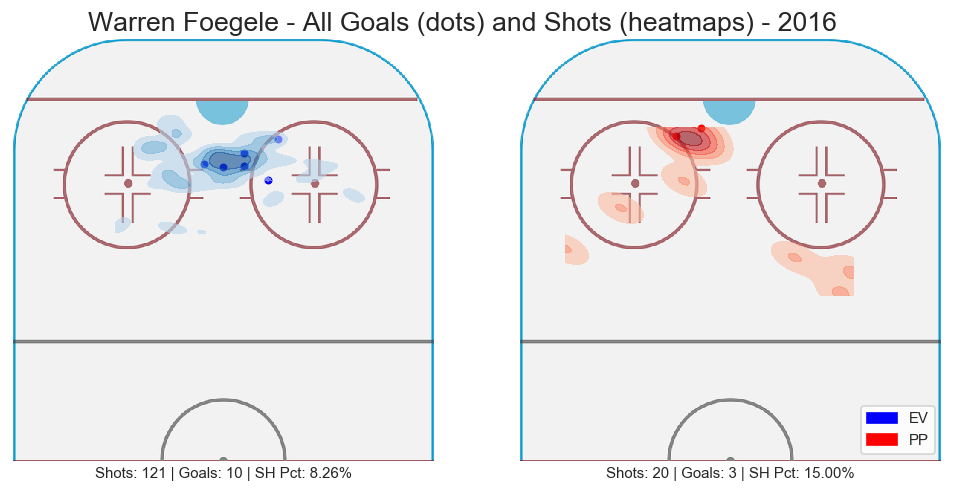 Warren Foegele - All Goals (dots) and Shots (heatmaps) - 2016
EV
PP
Shots: 121 | Goals: 10 | SH Pct: 8.26%
Shots: 20 | Goals: 3 | SH Pct: 15.00%